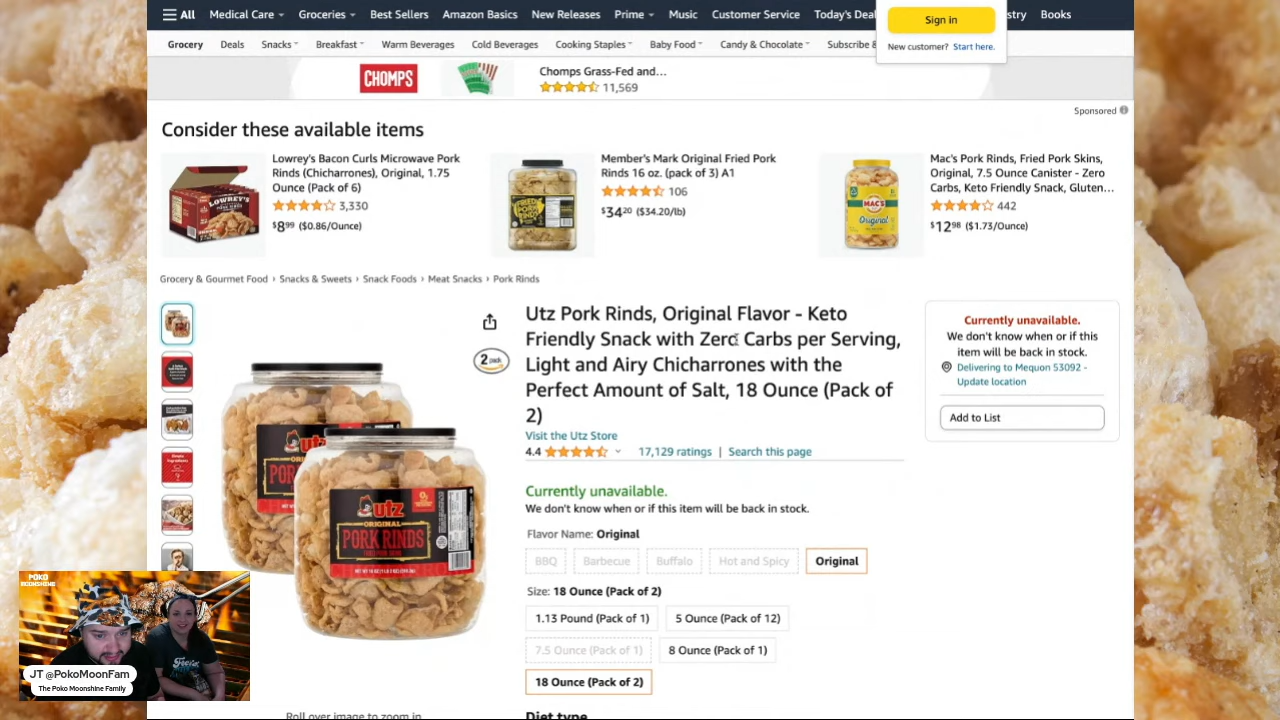 All
Medical Care
Groceries
Best Sellers
Amazon Basics
New Releases
Prime
Music
Customer Service
Today's Deal
stry
Books
Sign in
New customer? Start here.
Grocery
Deals
Snacks
Breakfast
Warm Beverages
Cold Beverages
Cooking Staples
Baby Food
Candy & Chocolate
Subscribe &
CHOMPS
Chomps Grass-Fed and...
11,569
Sponsored
Consider these available items
Lowrey's Bacon Curls Microwave Pork
Rinds (Chicharrones), Original, 1.75
Ounce (Pack of 6)
3,330
$8.99 ($0.86/Ounce)
Member's Mark Original Fried Pork
Rinds 16 oz. (pack of 3) A1
106
$34.20 ($34.20/lb)
Mac's Pork Rinds, Fried Pork Skins,
Original, 7.5 Ounce Canister - Zero
Carbs, Keto Friendly Snack, Gluten...
442
$12.98 ($1.73/Ounce)
LOWREY'S
FRIED PORK RINDS
MAC'S
Original
Grocery & Gourmet Food › Snacks & Sweets › Snack Foods › Meat Snacks › Pork Rinds
2 pack
utz
ORIGINAL
PORK RINDS
FRIED PORK SKINS
Roll over image to zoom in
Utz Pork Rinds, Original Flavor - Keto
Friendly Snack with Zero Carbs per Serving,
Light and Airy Chicharrones with the
Perfect Amount of Salt, 18 Ounce (Pack of
2)
Visit the Utz Store
4.4
17,129 ratings | Search this page
Currently unavailable.
We don't know when or if this item will be back in stock.
Flavor Name: Original
BBQ
Barbecue
Buffalo
Hot and Spicy
Original
Size: 18 Ounce (Pack of 2)
1.13 Pound (Pack of 1)
5 Ounce (Pack of 12)
7.5 Ounce (Pack of 1)
8 Ounce (Pack of 1)
18 Ounce (Pack of 2)
Diet type
Currently unavailable.
We don't know when or if this
item will be back in stock.
Delivering to Mequon 53092 -
Update location
Add to List
POKO
MOONSHINE
JT @PokoMoonFam
The Poko Moonshine Family